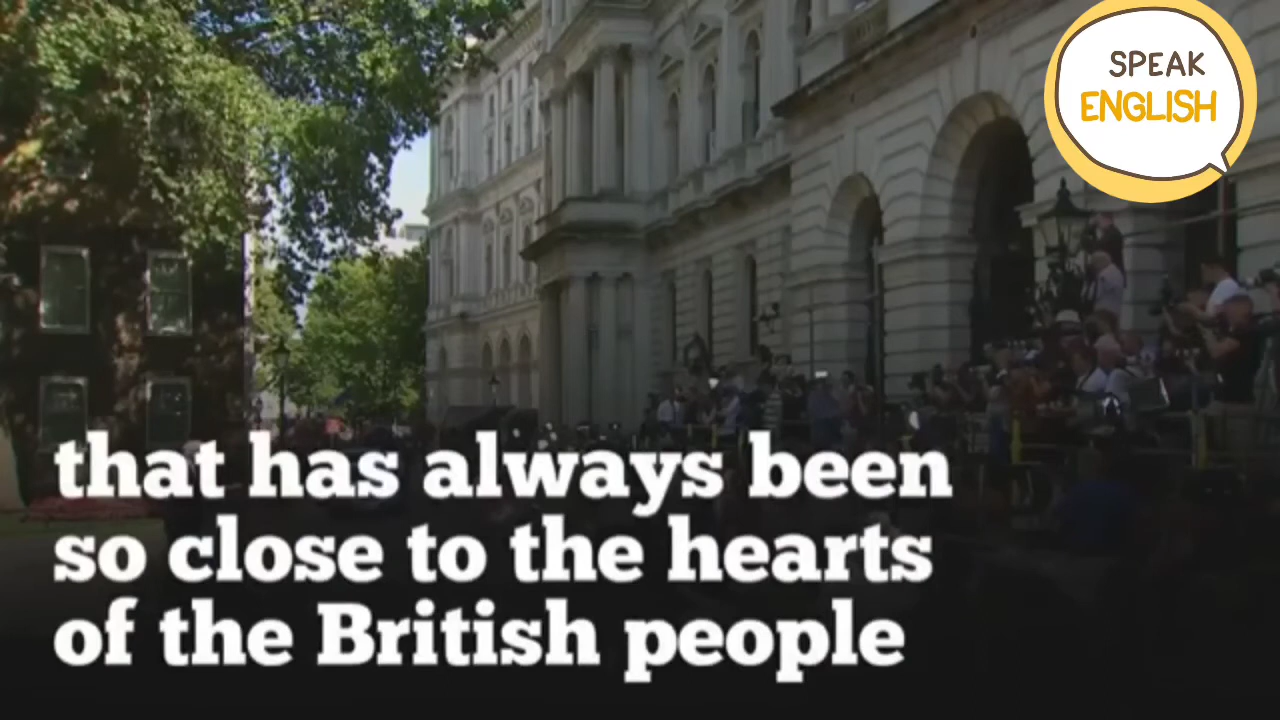 SPEAK
ENGLISH
that has always been
so close to the hearts
of the British people